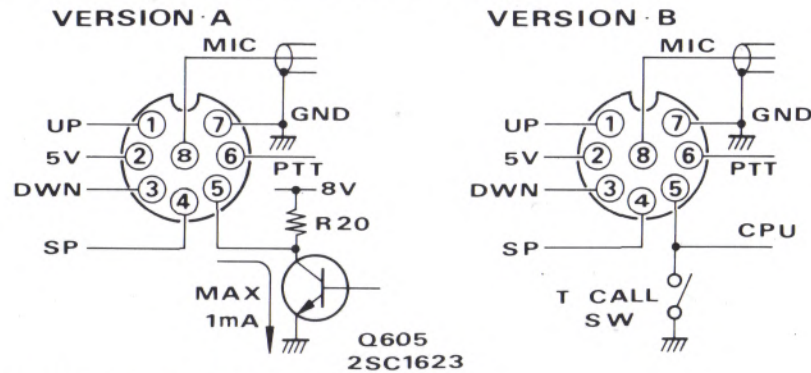 VERSION·A
MIC
GND
UP
1
7
5V
2
8
6
PTT
DWN
3
5
8V
4
R20
SP
MAX
1mA
Q605
2SC1623
VERSION·B
MIC
GND
UP
1
7
5V
2
8
6
PTT
DWN
3
5
4
CPU
SP
T CALL
SW